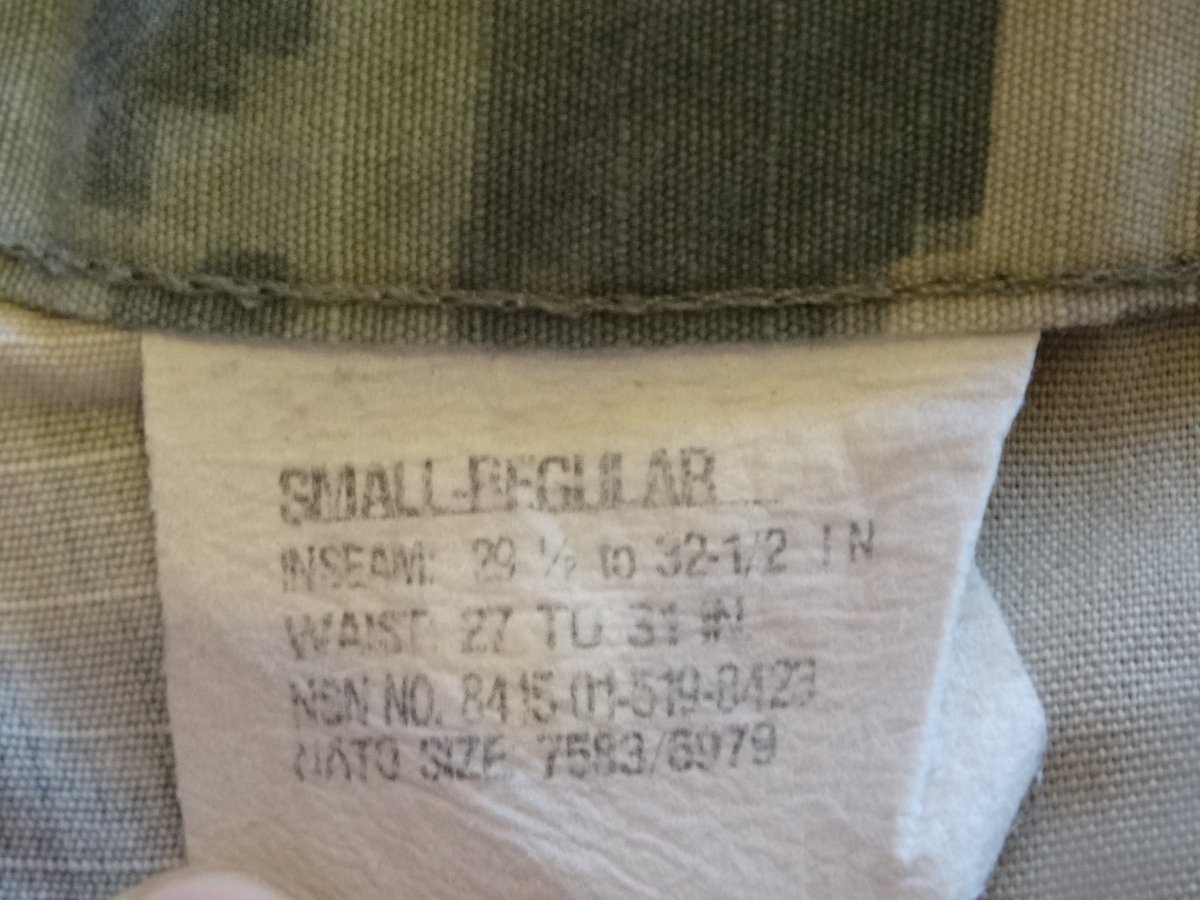 SMALL-REGULAR
INSEAM: 29 ½ to 32-1/2 IN
WAIST: 27 TO 31 IN
NSN NO. 8415-01-519-8423
NATO SIZE: 7583/6979